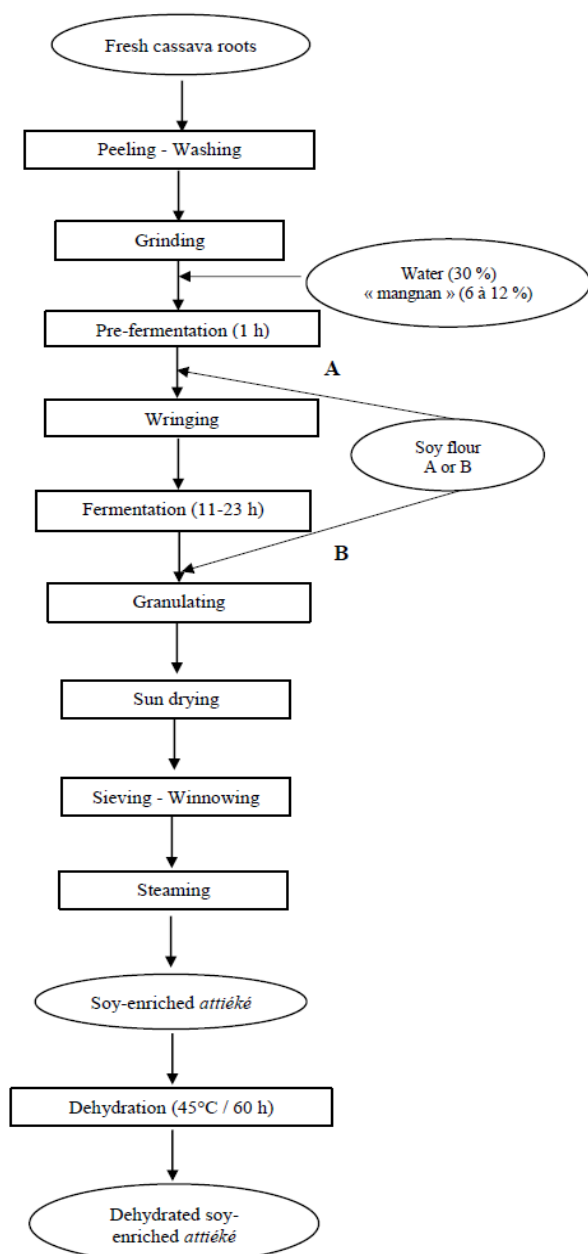 Fresh cassava roots
Peeling - Washing
Grinding
Water (30 %)
« mangnan » (6 à 12 %)
Pre-fermentation (1 h)
A
Wringing
Soy flour
A or B
Fermentation (11-23 h)
B
Granulating
Sun drying
Sieving - Winnowing
Steaming
Soy-enriched attiéké
Dehydration (45°C / 60 h)
Dehydrated soy-
enriched attiéké